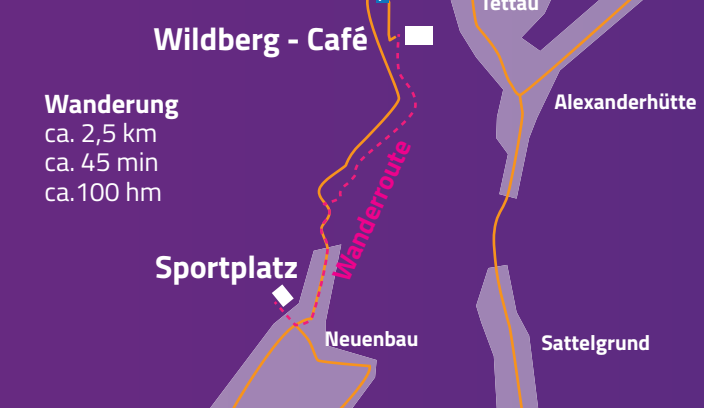 Tettau
Wildberg - Café
Wanderung
ca. 2,5 km
ca. 45 min
ca.100 hm
Alexanderhütte
Wanderroute
Sportplatz
Neuenbau
Sattelgrund